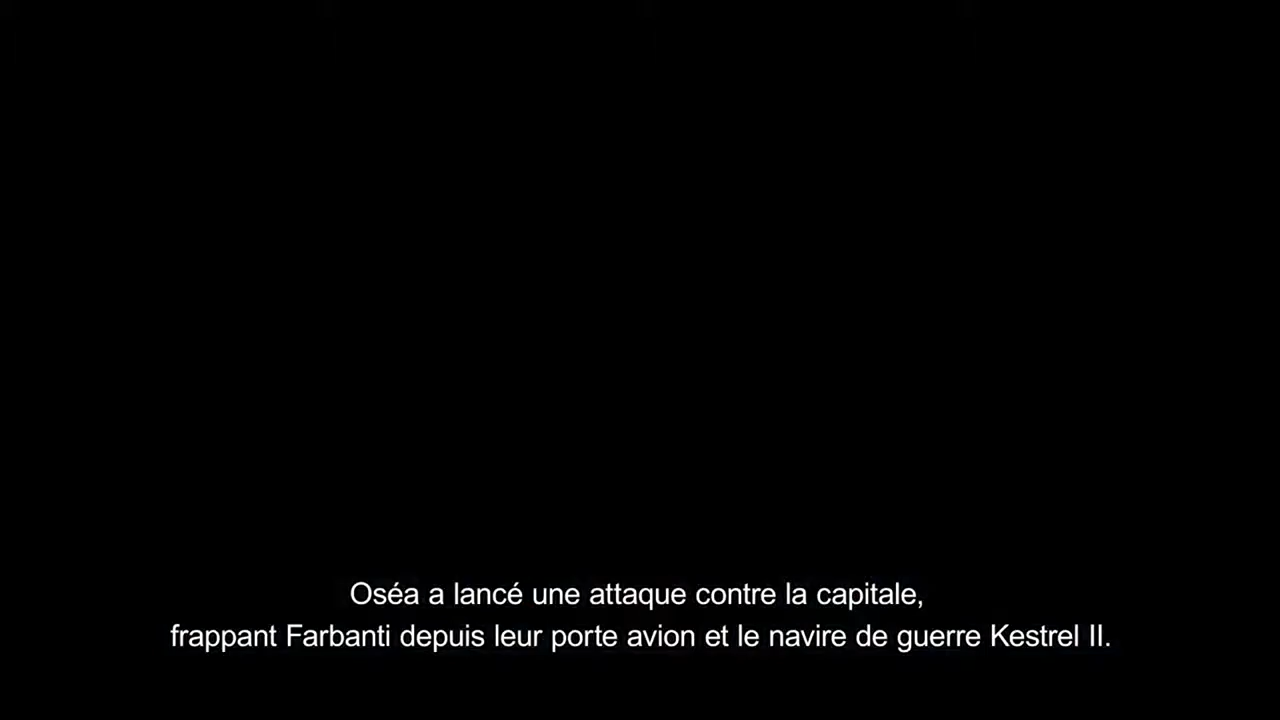 Oséa a lancé une attaque contre la capitale,
frappant Farbanti depuis leur porte avion et le navire de guerre Kestrel II.